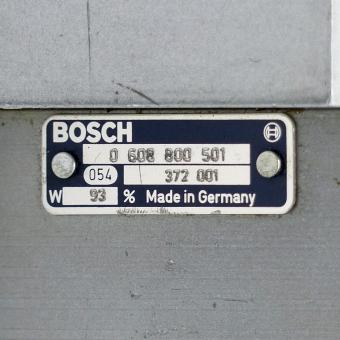 BOSCH
0 608 800 501
054 372 001
W 93 % Made in Germany